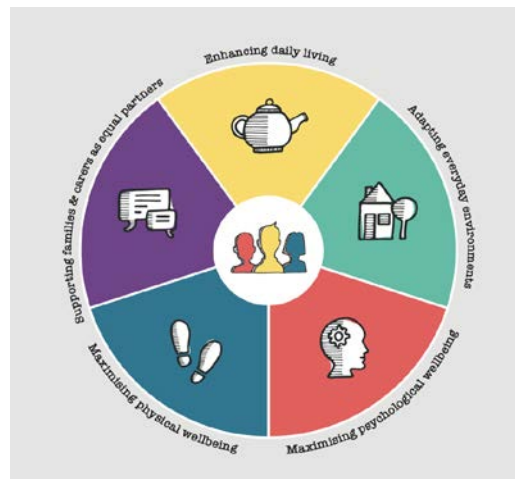 Enhancing daily living
Adapting everyday environments
Maximising psychological wellbeing
Maximising physical wellbeing
Supporting families & carers as equal partners